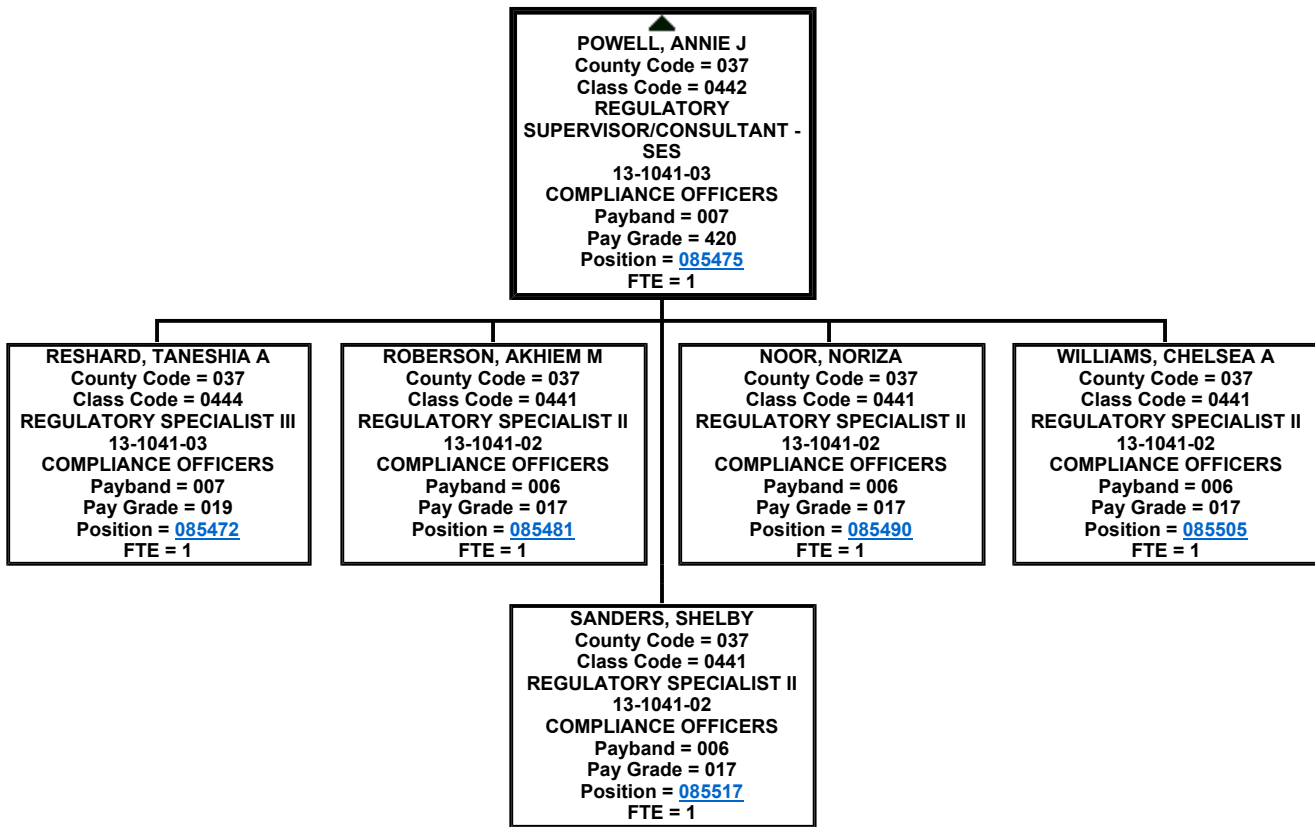 POWELL, ANNIE J
County Code = 037
Class Code = 0442
REGULATORY
SUPERVISOR/CONSULTANT -
SES
13-1041-03
COMPLIANCE OFFICERS
Payband = 007
Pay Grade = 420
Position = 085475
FTE = 1
RESHARD, TANESHIA A
County Code = 037
Class Code = 0444
REGULATORY SPECIALIST III
13-1041-03
COMPLIANCE OFFICERS
Payband = 007
Pay Grade = 019
Position = 085472
FTE = 1
ROBERSON, AKHIEM M
County Code = 037
Class Code = 0441
REGULATORY SPECIALIST II
13-1041-02
COMPLIANCE OFFICERS
Payband = 006
Pay Grade = 017
Position = 085481
FTE = 1
NOOR, NORIZA
County Code = 037
Class Code = 0441
REGULATORY SPECIALIST II
13-1041-02
COMPLIANCE OFFICERS
Payband = 006
Pay Grade = 017
Position = 085490
FTE = 1
WILLIAMS, CHELSEA A
County Code = 037
Class Code = 0441
REGULATORY SPECIALIST II
13-1041-02
COMPLIANCE OFFICERS
Payband = 006
Pay Grade = 017
Position = 085505
FTE = 1
SANDERS, SHELBY
County Code = 037
Class Code = 0441
REGULATORY SPECIALIST II
13-1041-02
COMPLIANCE OFFICERS
Payband = 006
Pay Grade = 017
Position = 085517
FTE = 1